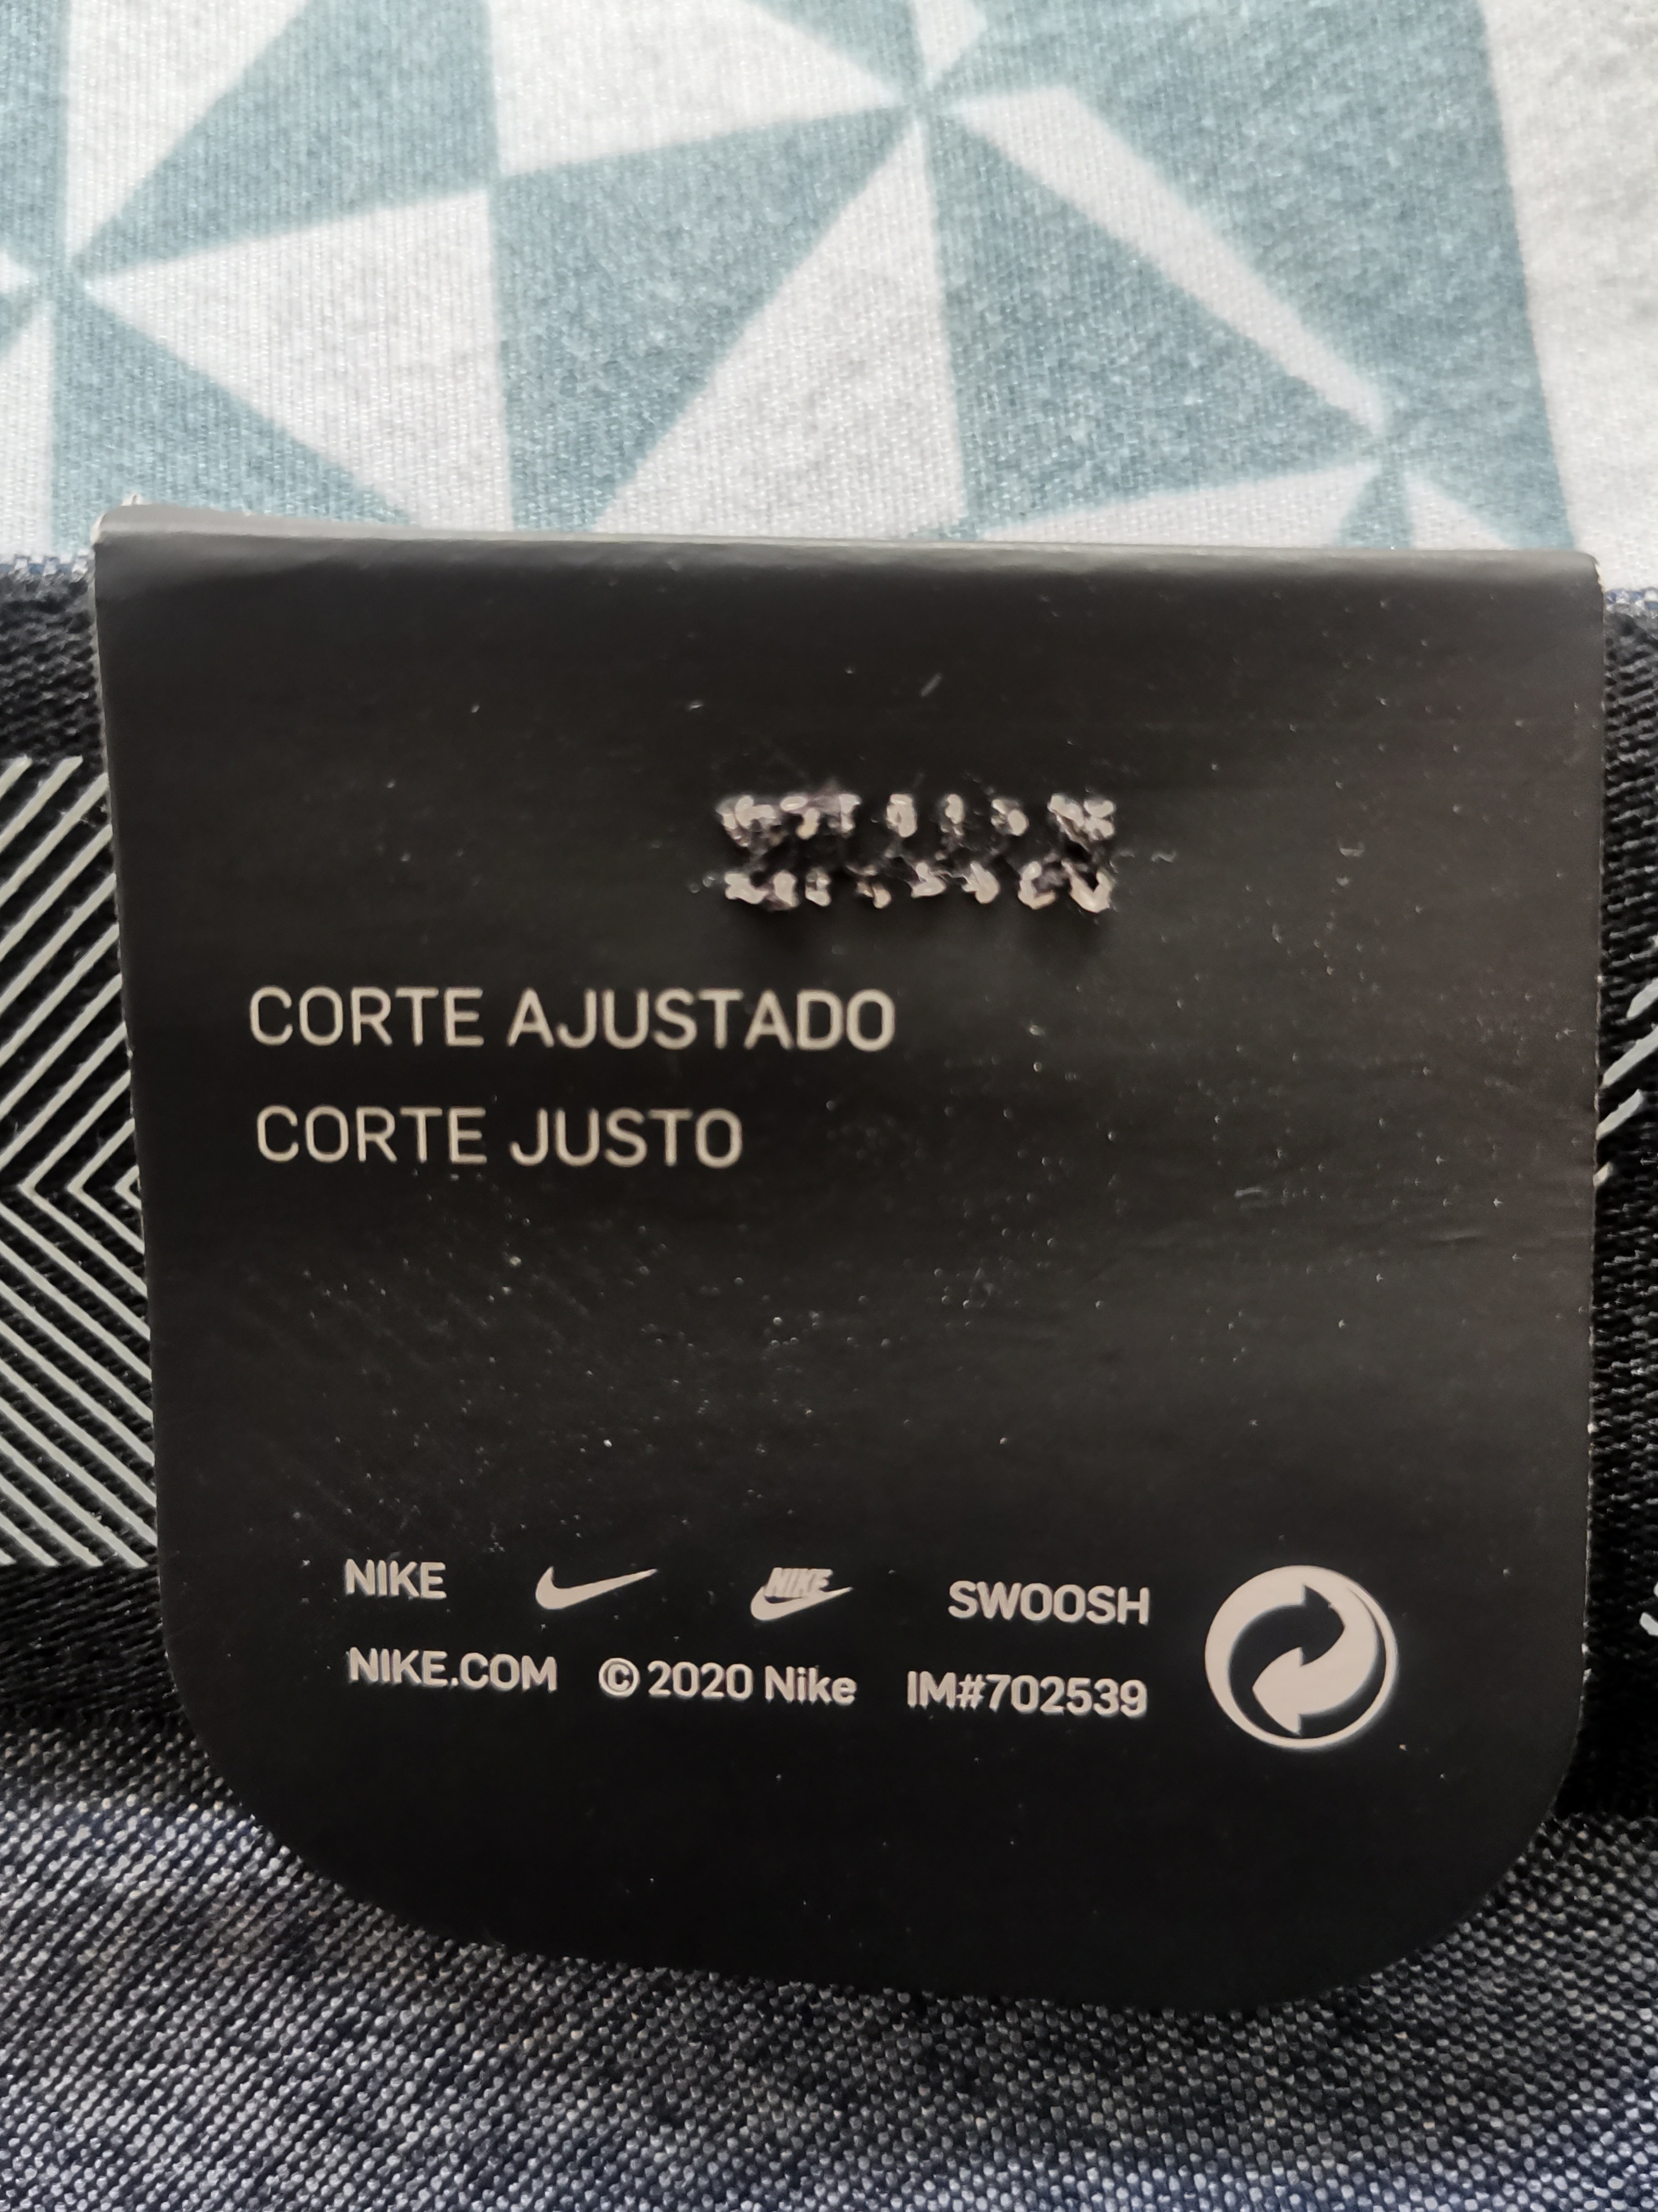 CORTE AJUSTADO
CORTE JUSTO
NIKE NIKE SWOOSH
NIKE.COM © 2020 Nike IM#702539